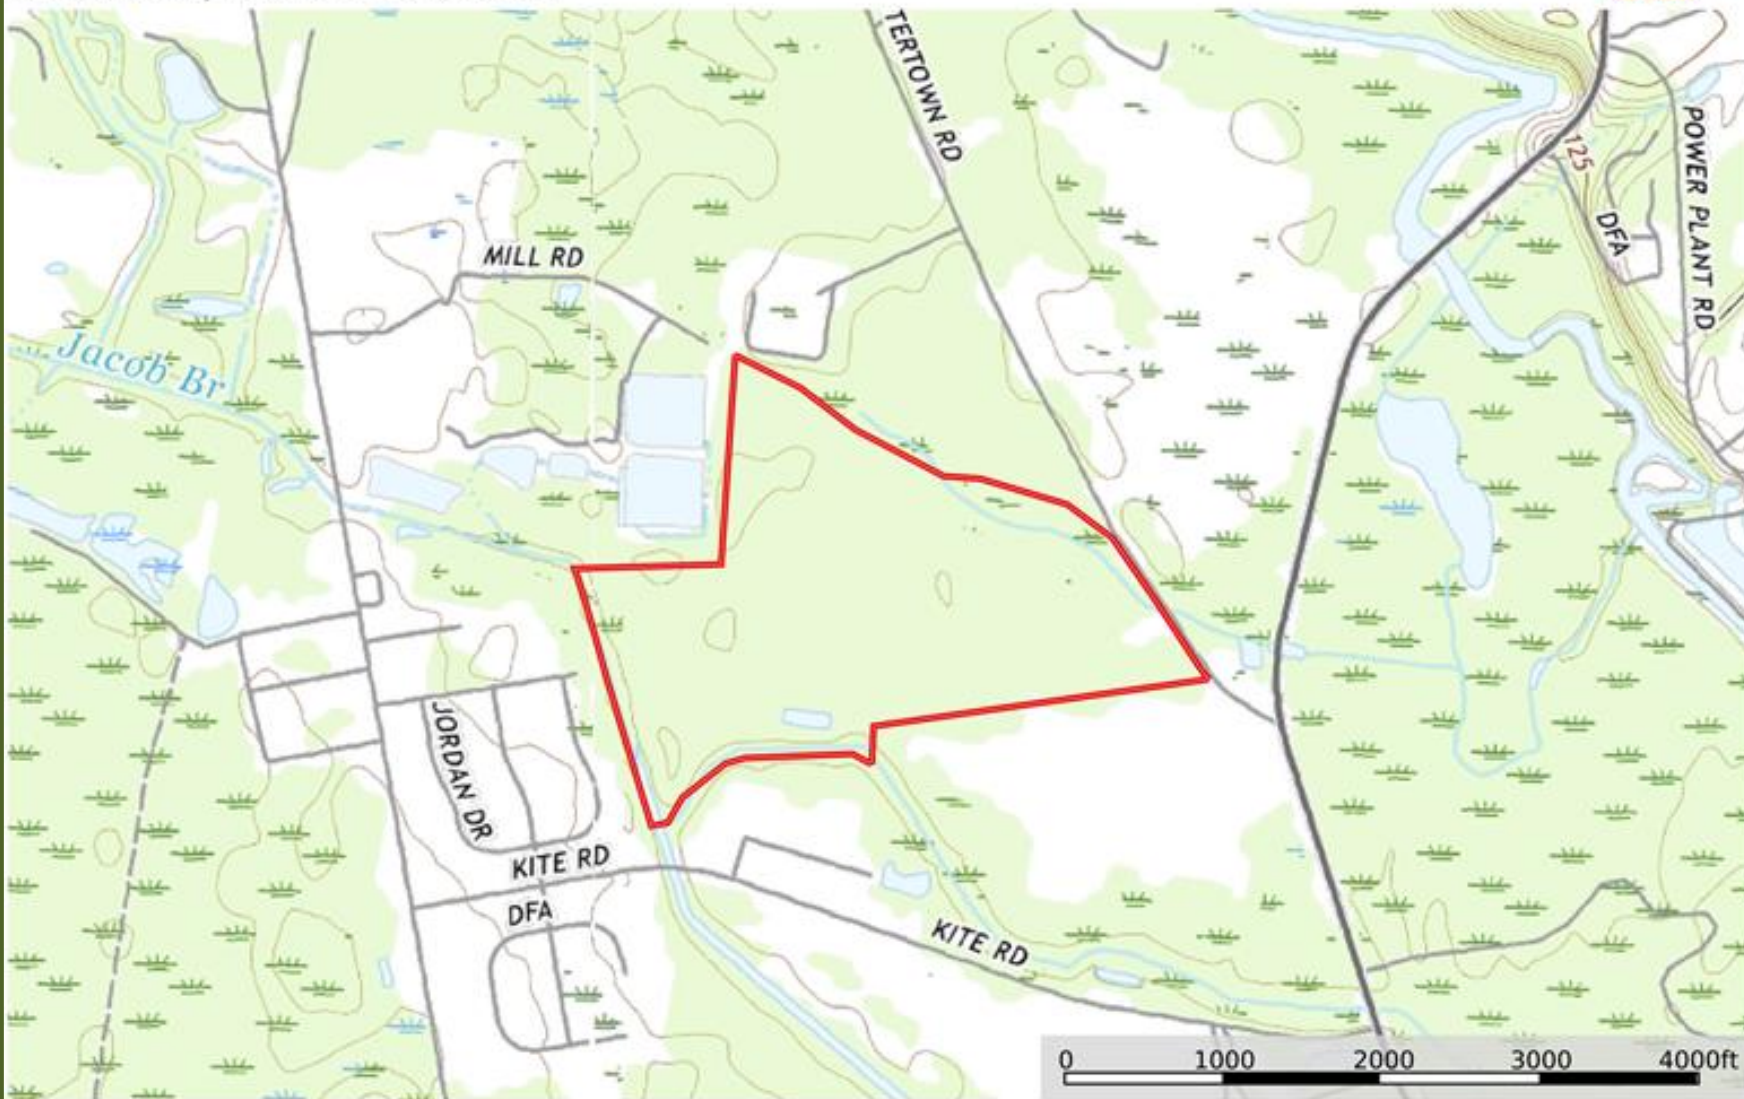 TERTOWN RD
POWER PLANT RD
125
DFA
MILL RD
Jacob Br
JORDAN DR
KITE RD
DFA
KITE RD
0 1000 2000 3000 4000ft